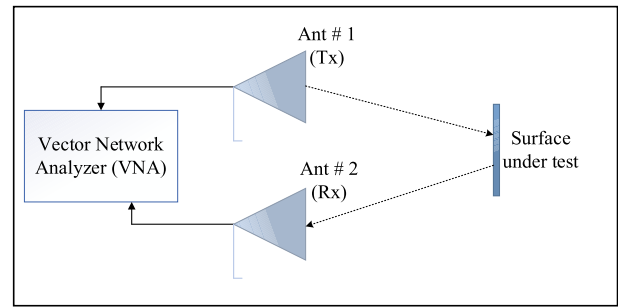 Ant # 1
(Tx)
Vector Network
Analyzer (VNA)
Surface
under test
Ant # 2
(Rx)